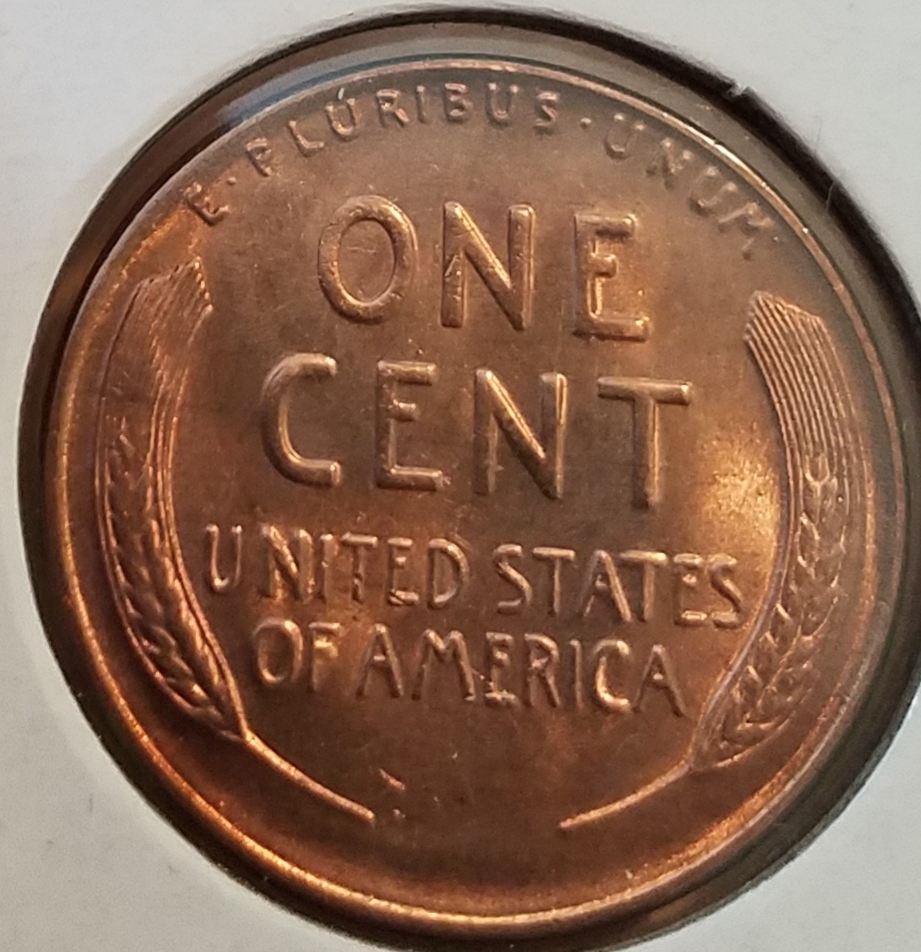 E · PLURIBUS · UNUM
ONE
CENT
UNITED STATES
OF AMERICA